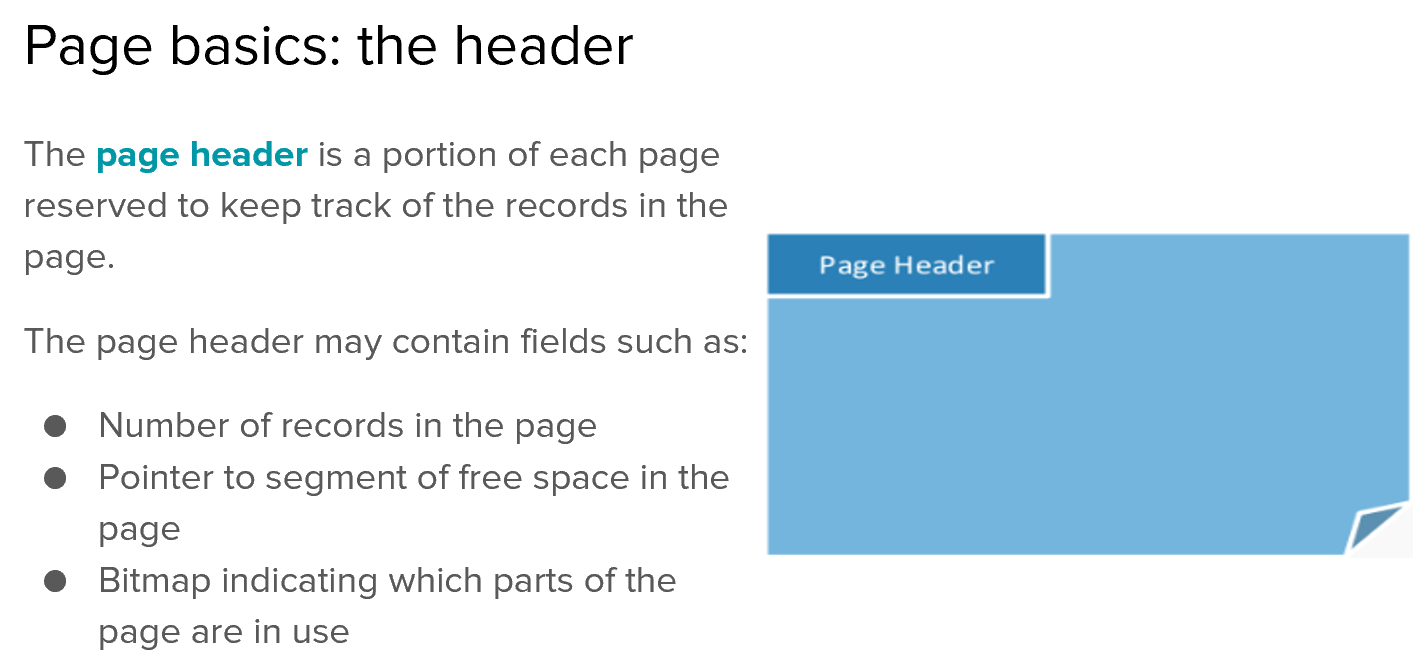 Page basics: the header
The page header is a portion of each page
reserved to keep track of the records in the
page.
The page header may contain fields such as:
● Number of records in the page
● Pointer to segment of free space in the
page
● Bitmap indicating which parts of the
page are in use
Page Header